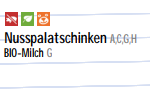 Nusspalatschinken A,C,G,H
BIO-Milch G